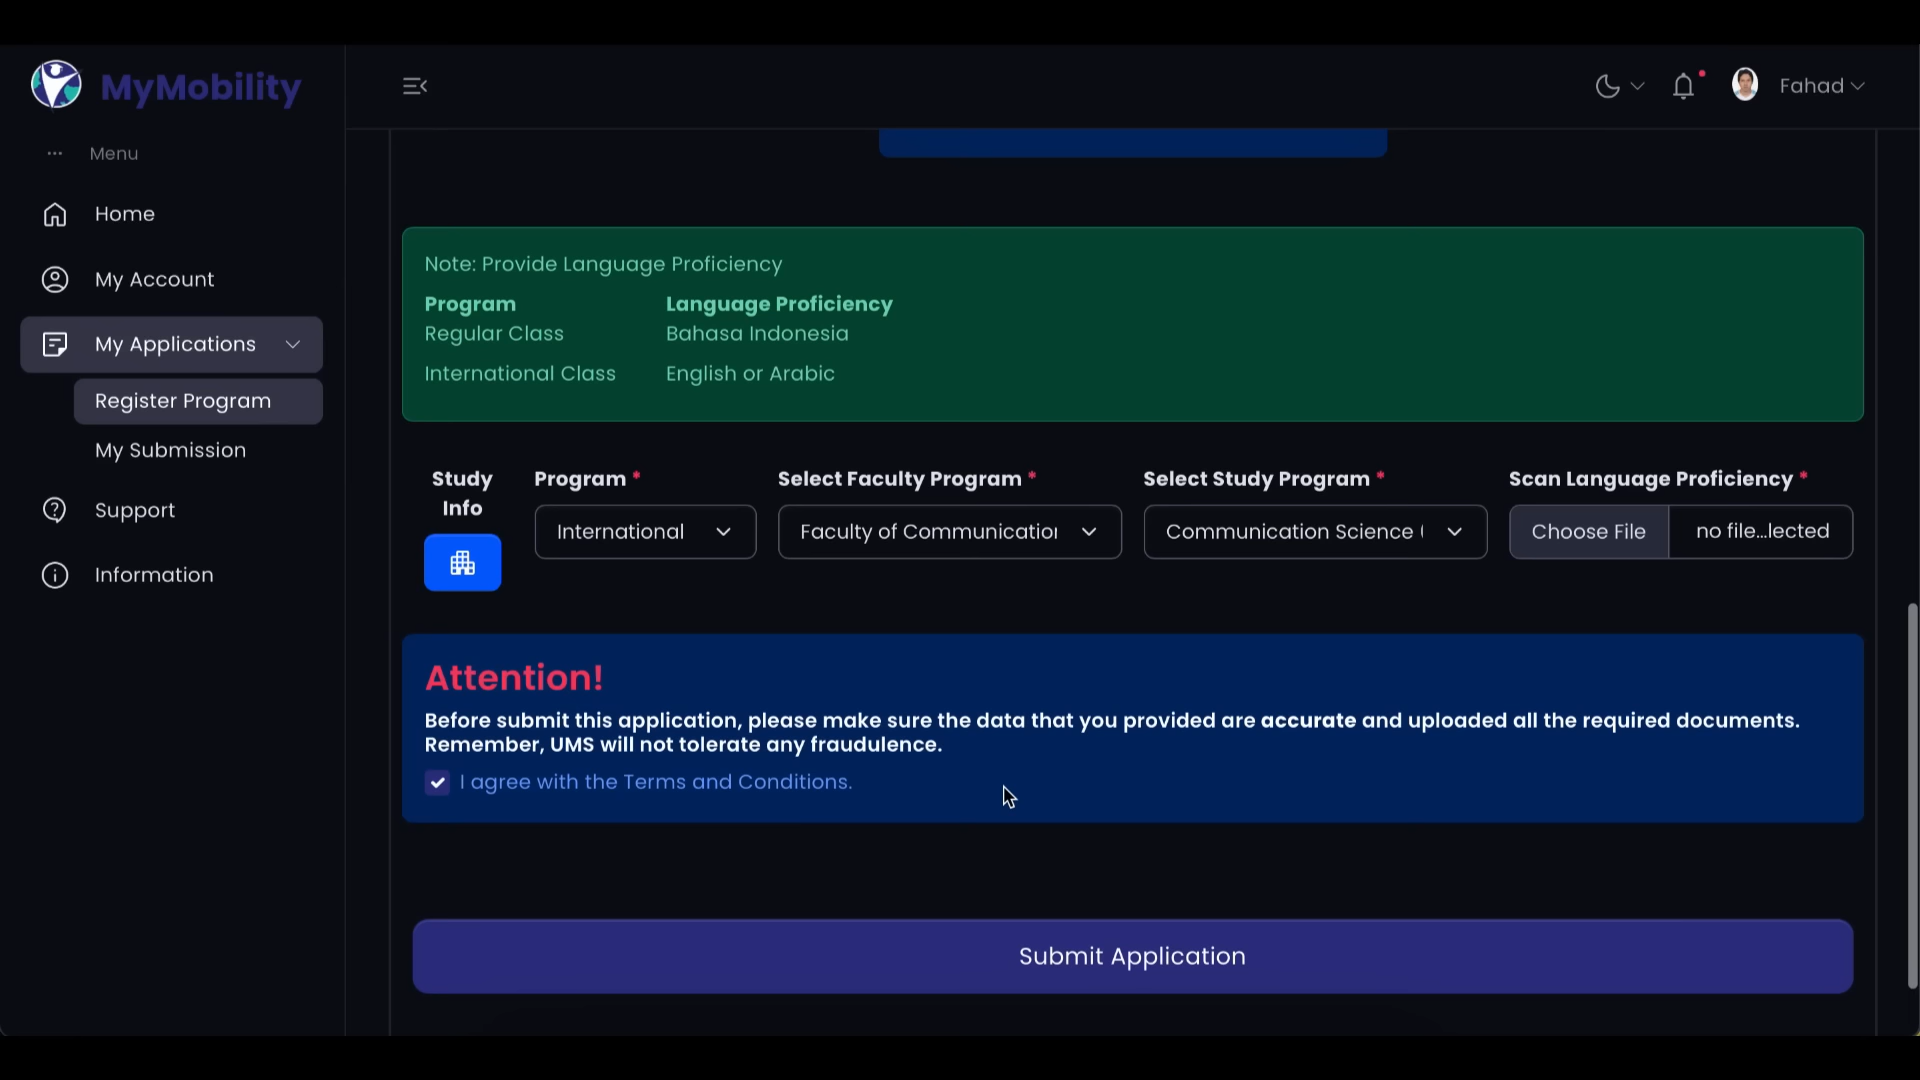 MyMobility
Fahad
Menu
Home
My Account
My Applications
Register Program
My Submission
Support
Information
Note: Provide Language Proficiency
Program Language Proficiency
Regular Class Bahasa Indonesia
International Class English or Arabic
Study Info
Program *
International
Select Faculty Program *
Faculty of Communication
Select Study Program *
Communication Science (
Scan Language Proficiency *
Choose File no file...lected
Attention!
Before submit this application, please make sure the data that you provided are accurate and uploaded all the required documents.
Remember, UMS will not tolerate any fraudulence.
I agree with the Terms and Conditions.
Submit Application